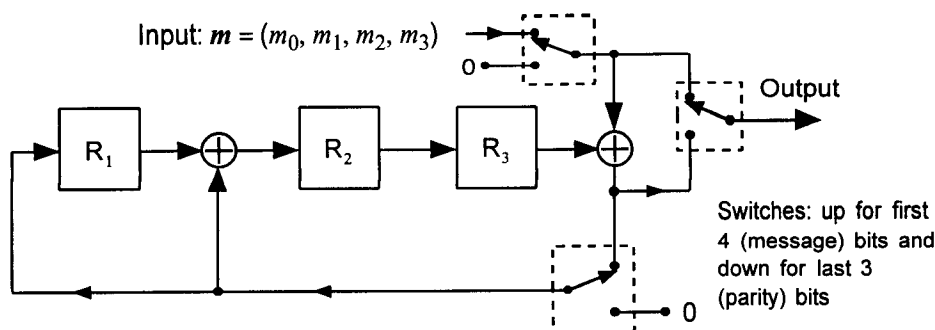 Input: m = (m0, m1, m2, m3)
0
Output
R1
R2
R3
Switches: up for first
4 (message) bits and
down for last 3
(parity) bits
0